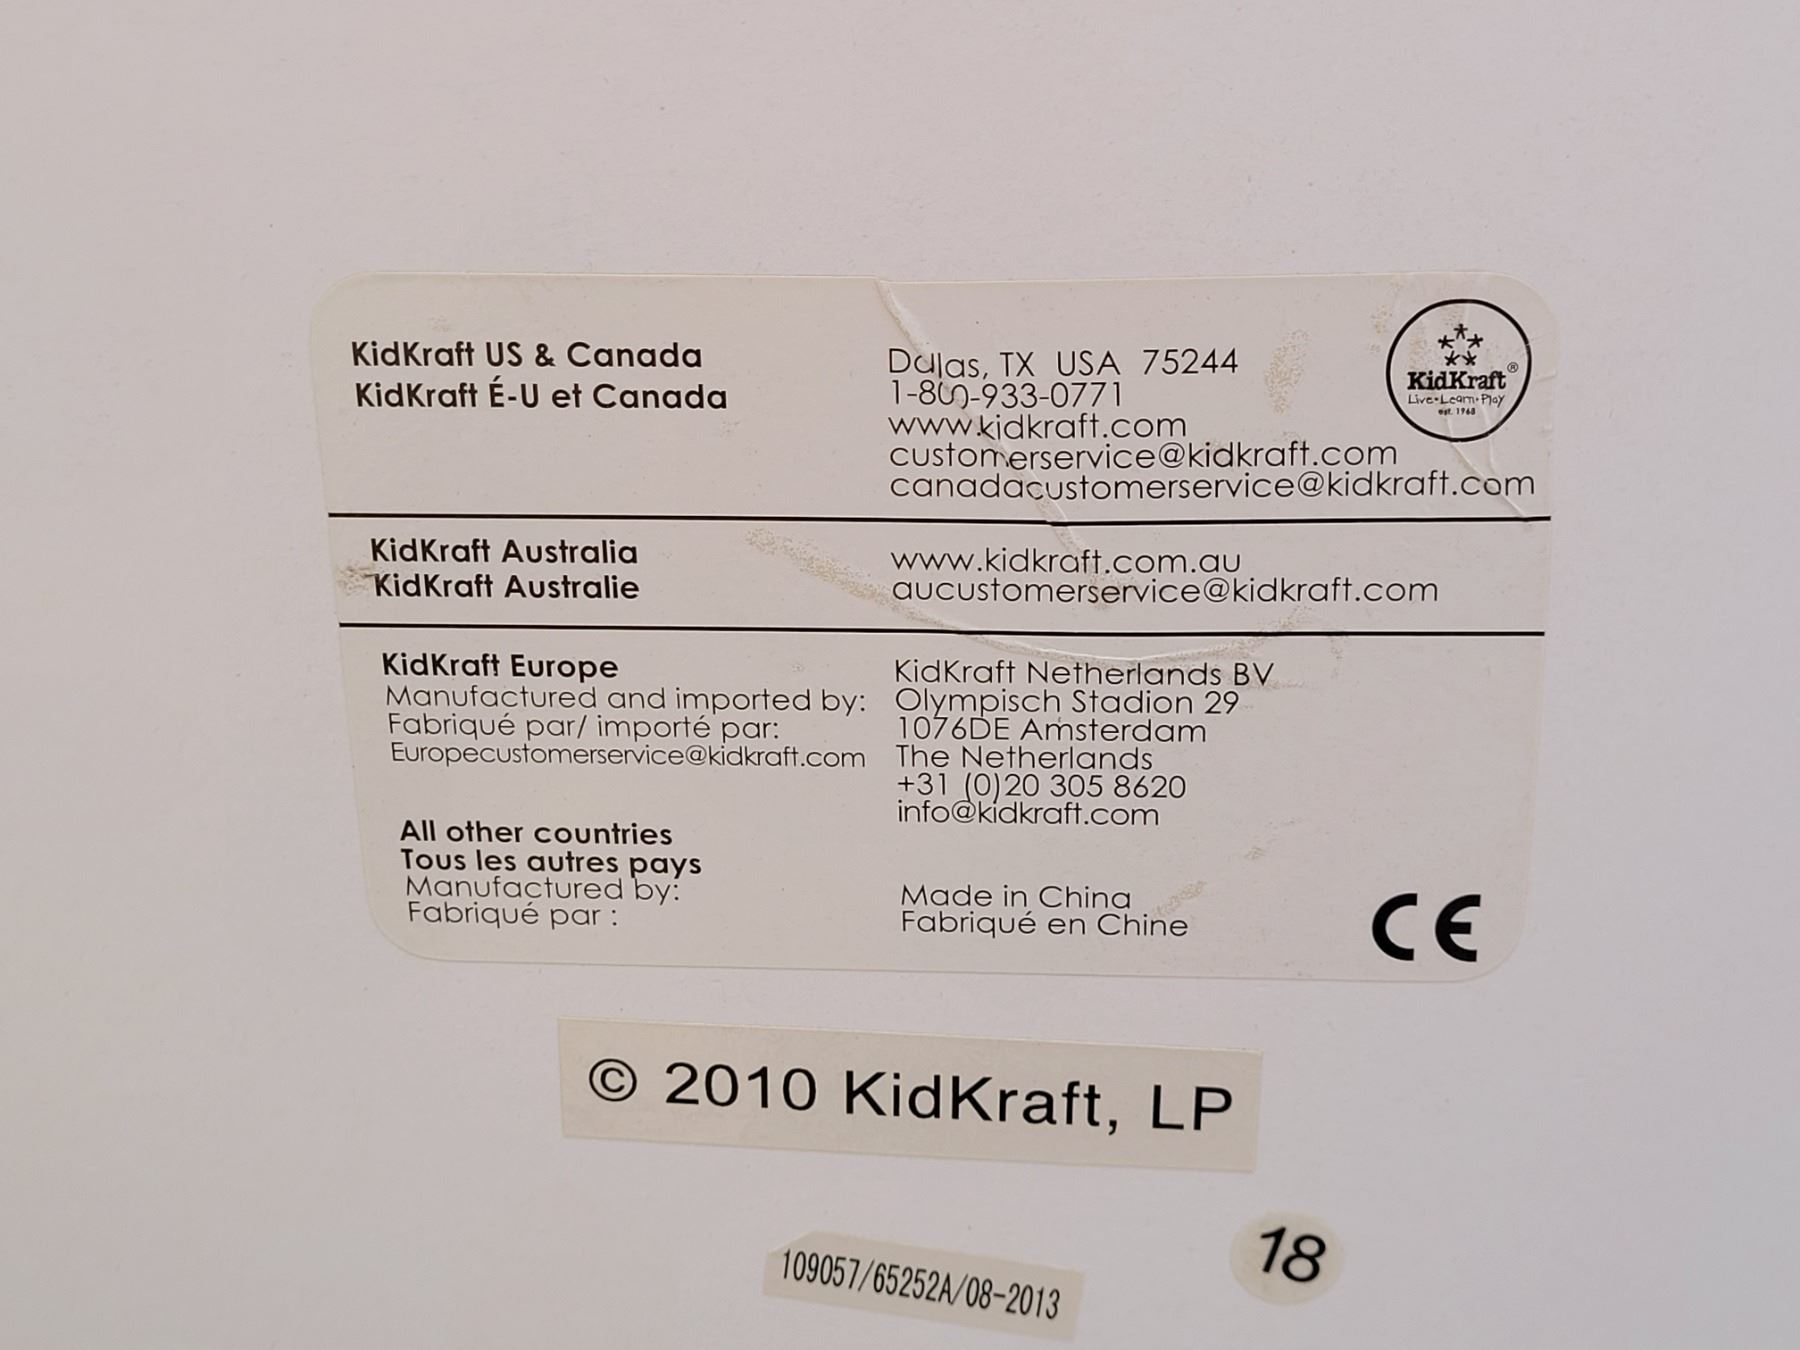 KidKraft US & Canada
KidKraft É-U et Canada
Dallas, TX USA 75244
1-800-933-0771
www.kidkraft.com
customerservice@kidkraft.com
canadacustomerservice@kidkraft.com
KidKraft®
Live•Learn•Play
est. 1968
KidKraft Australia
KidKraft Australie
www.kidkraft.com.au
aucustomerservice@kidkraft.com
KidKraft Europe
Manufactured and imported by:
Fabriqué par/ importé par:
Europecustomerservice@kidkraft.com
KidKraft Netherlands BV
Olympisch Stadion 29
1076DE Amsterdam
The Netherlands
+31 (0)20 305 8620
info@kidkraft.com
All other countries
Tous les autres pays
Manufactured by:
Fabriqué par :
Made in China
Fabriqué en Chine
CE
© 2010 KidKraft, LP
109057/65252A/08-2013
18